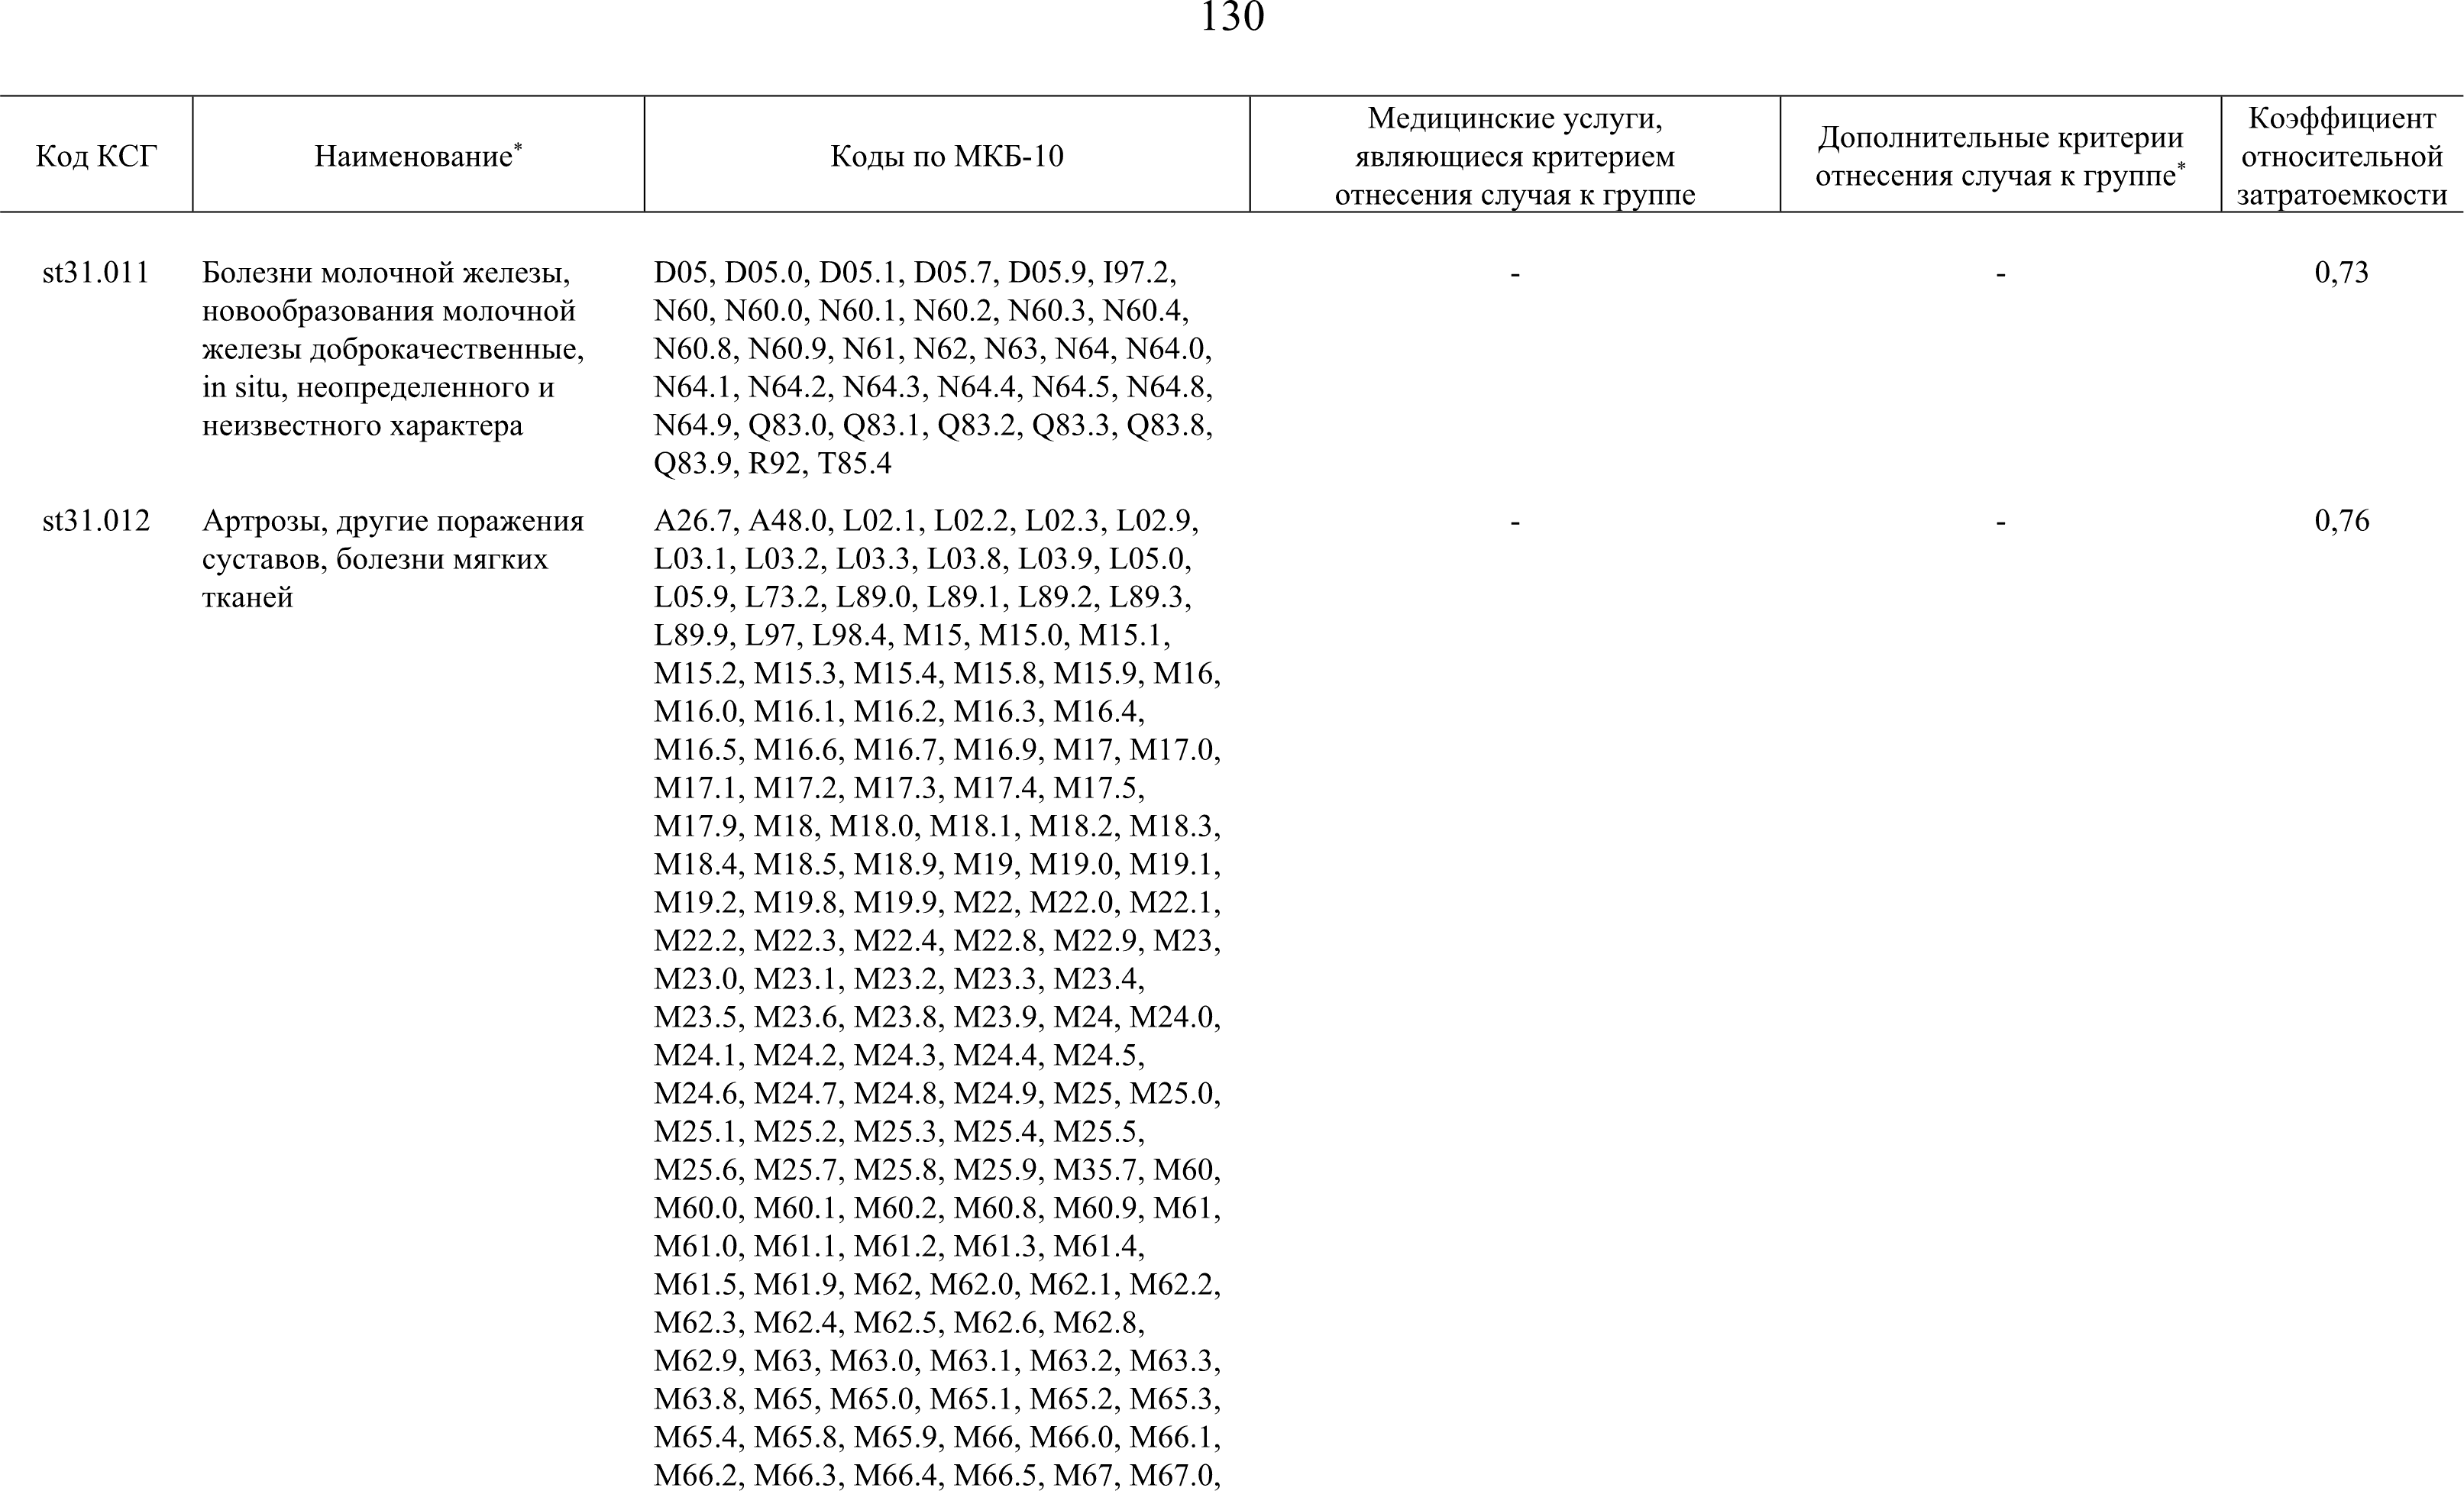 130
Код КСГ
Наименование*
Коды по МКБ-10
Медицинские услуги,
являющиеся критерием
отнесения случая к группе
Дополнительные критерии
отнесения случая к группе*
Коэффициент
относительной
затратоемкости
st31.011
Болезни молочной железы,
новообразования молочной
железы доброкачественные,
in situ, неопределенного и
неизвестного характера
D05, D05.0, D05.1, D05.7, D05.9, I97.2,
N60, N60.0, N60.1, N60.2, N60.3, N60.4,
N60.8, N60.9, N61, N62, N63, N64, N64.0,
N64.1, N64.2, N64.3, N64.4, N64.5, N64.8,
N64.9, Q83.0, Q83.1, Q83.2, Q83.3, Q83.8,
Q83.9, R92, T85.4
-
-
0,73
st31.012
Артрозы, другие поражения
суставов, болезни мягких
тканей
A26.7, A48.0, L02.1, L02.2, L02.3, L02.9,
L03.1, L03.2, L03.3, L03.8, L03.9, L05.0,
L05.9, L73.2, L89.0, L89.1, L89.2, L89.3,
L89.9, L97, L98.4, M15, M15.0, M15.1,
M15.2, M15.3, M15.4, M15.8, M15.9, M16,
M16.0, M16.1, M16.2, M16.3, M16.4,
M16.5, M16.6, M16.7, M16.9, M17, M17.0,
M17.1, M17.2, M17.3, M17.4, M17.5,
M17.9, M18, M18.0, M18.1, M18.2, M18.3,
M18.4, M18.5, M18.9, M19, M19.0, M19.1,
M19.2, M19.8, M19.9, M22, M22.0, M22.1,
M22.2, M22.3, M22.4, M22.8, M22.9, M23,
M23.0, M23.1, M23.2, M23.3, M23.4,
M23.5, M23.6, M23.8, M23.9, M24, M24.0,
M24.1, M24.2, M24.3, M24.4, M24.5,
M24.6, M24.7, M24.8, M24.9, M25, M25.0,
M25.1, M25.2, M25.3, M25.4, M25.5,
M25.6, M25.7, M25.8, M25.9, M35.7, M60,
M60.0, M60.1, M60.2, M60.8, M60.9, M61,
M61.0, M61.1, M61.2, M61.3, M61.4,
M61.5, M61.9, M62, M62.0, M62.1, M62.2,
M62.3, M62.4, M62.5, M62.6, M62.8,
M62.9, M63, M63.0, M63.1, M63.2, M63.3,
M63.8, M65, M65.0, M65.1, M65.2, M65.3,
M65.4, M65.8, M65.9, M66, M66.0, M66.1,
M66.2, M66.3, M66.4, M66.5, M67, M67.0,
-
-
0,76